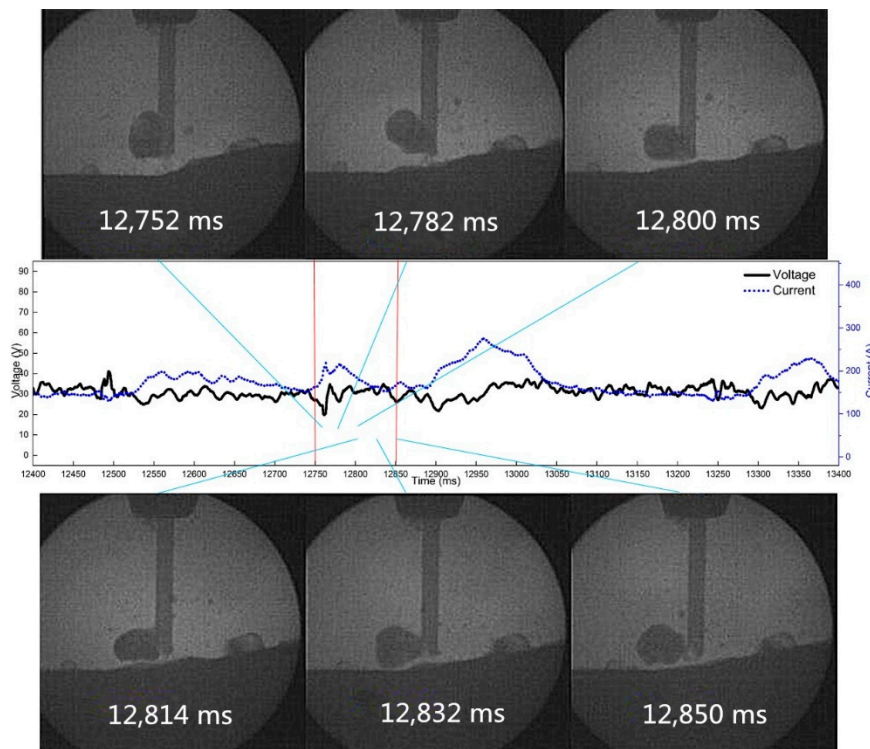 12,752 ms
12,782 ms
12,800 ms
Voltage
Current
Voltage (V)
90
80
70
60
50
40
30
20
10
0
400
300
200
100
0
Current (A)
12400 12450 12500 12550 12600 12650 12700 12750 12800 12850 12900 12950 13000 13050 13100 13150 13200 13250 13300 13350 13400
Time (ms)
12,814 ms
12,832 ms
12,850 ms